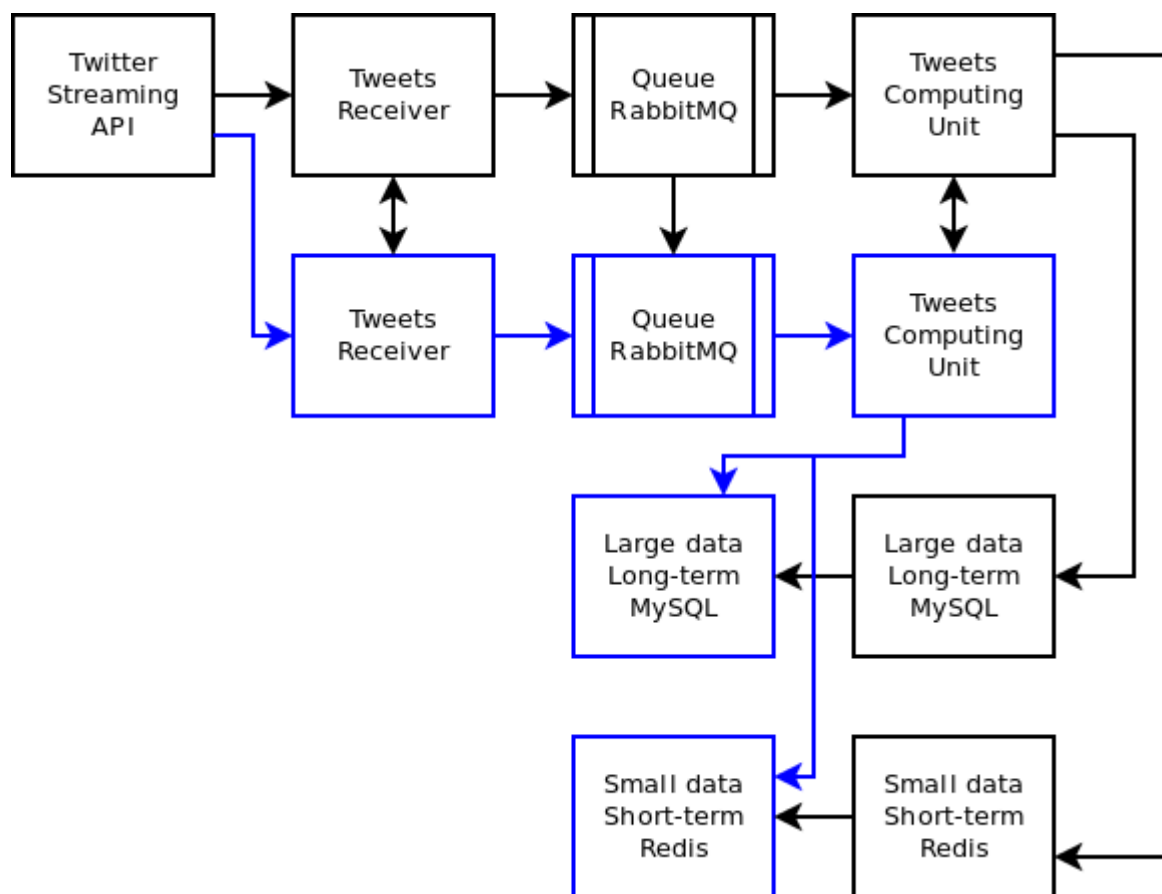 Twitter
Streaming
API
Tweets
Receiver
Queue
RabbitMQ
Tweets
Computing
Unit
Tweets
Receiver
Queue
RabbitMQ
Tweets
Computing
Unit
Large data
Long-term
MySQL
Large data
Long-term
MySQL
Small data
Short-term
Redis
Small data
Short-term
Redis